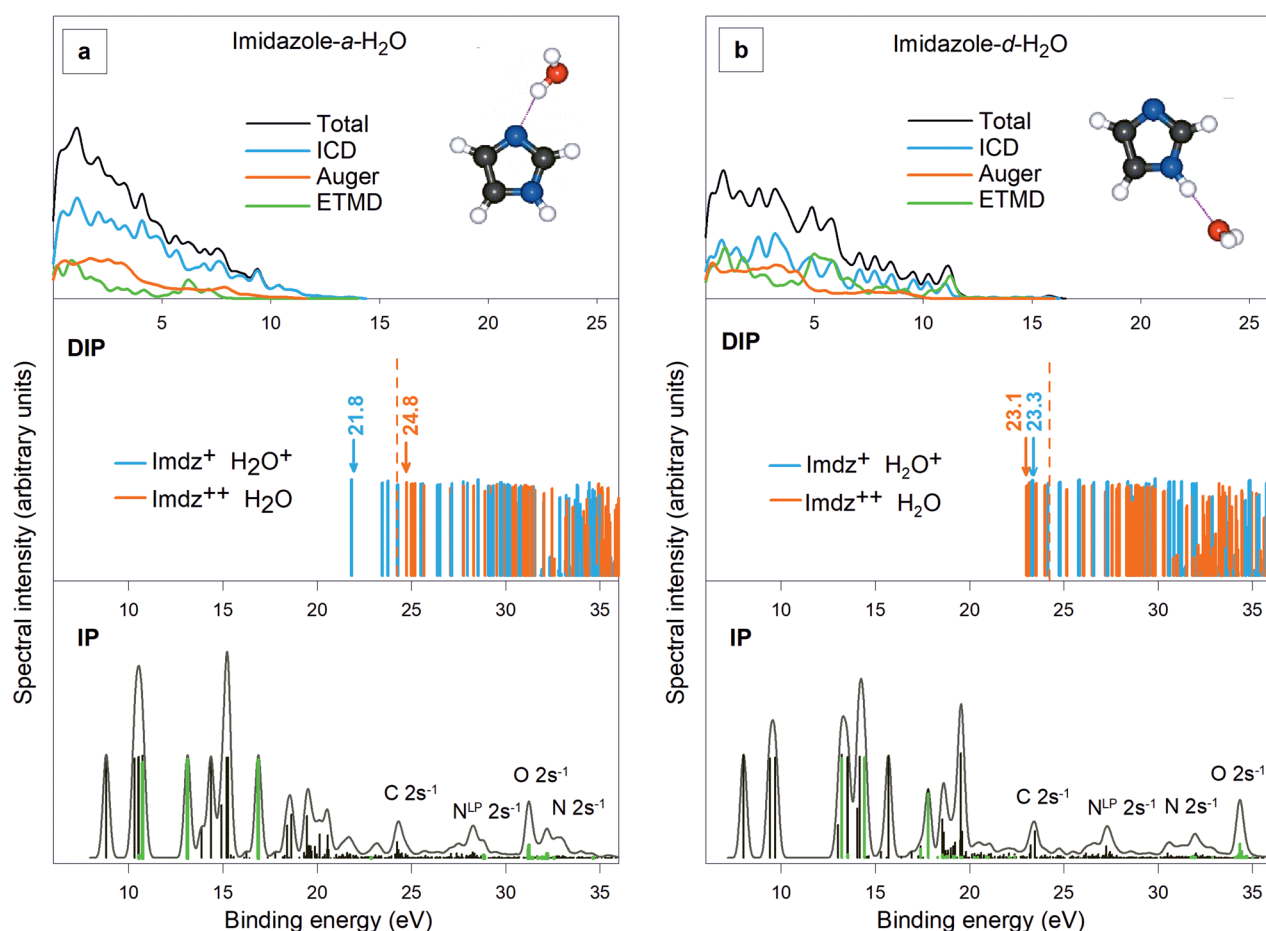 a
Imidazole-a-H2O
Total
ICD
Auger
ETMD
5 10 15 20 25
DIP
21.8
24.8
Imdz+ H2O+
Imdz++ H2O
10 15 20 25 30 35
IP
C 2s-1
NLP 2s-1
O 2s-1
N 2s-1
10 15 20 25 30 35
Binding energy (eV)
Spectral intensity (arbitrary units)
b
Imidazole-d-H2O
Total
ICD
Auger
ETMD
5 10 15 20 25
DIP
23.1
23.3
Imdz+ H2O+
Imdz++ H2O
10 15 20 25 30 35
IP
C 2s-1
NLP 2s-1
N 2s-1
O 2s-1
10 15 20 25 30 35
Binding energy (eV)
Spectral intensity (arbitrary units)